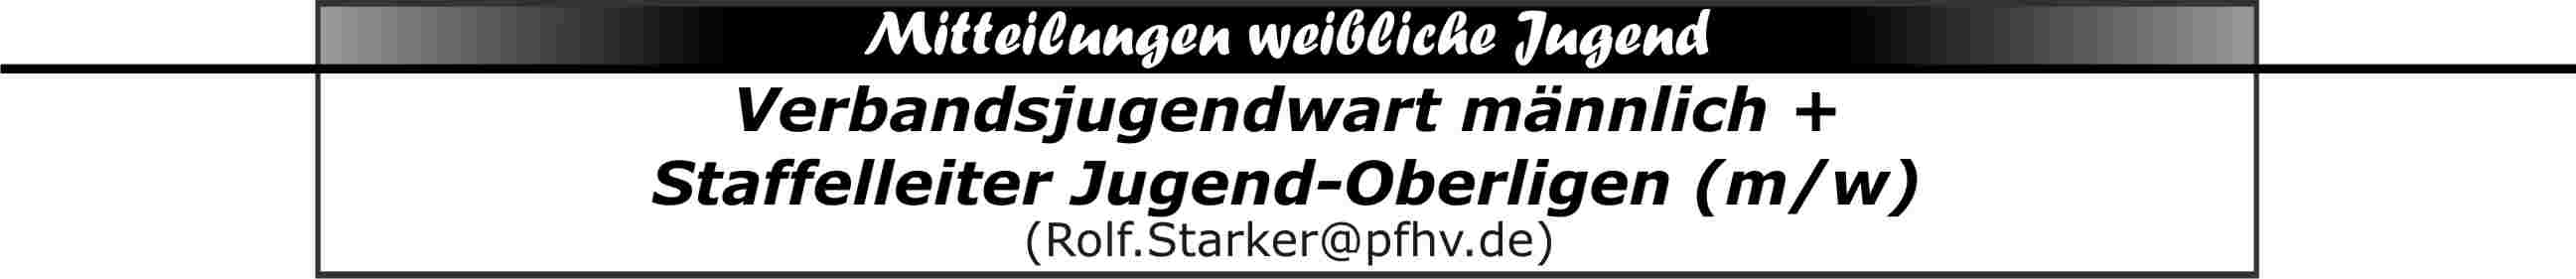 Mitteilungen weibliche Jugend
Verbandsjugendwart männlich +
Staffelleiter Jugend-Oberligen (m/w)
(Rolf.Starker@pfhv.de)